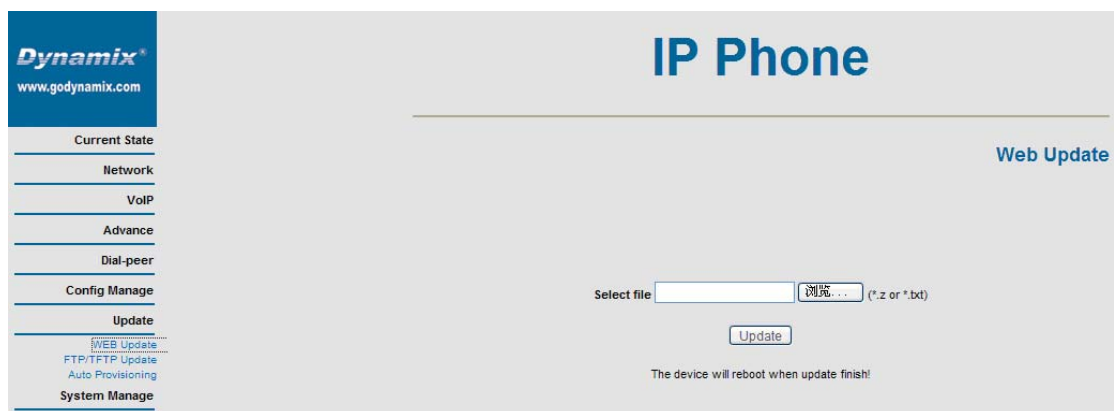 Dynamix®
www.godynamix.com
IP Phone
Current State
Network
VoIP
Advance
Dial-peer
Config Manage
Update
WEB Update
FTP/TFTP Update
Auto Provisioning
System Manage
Web Update
Select file 浏览... (*.z or *.txt)
Update
The device will reboot when update finish!